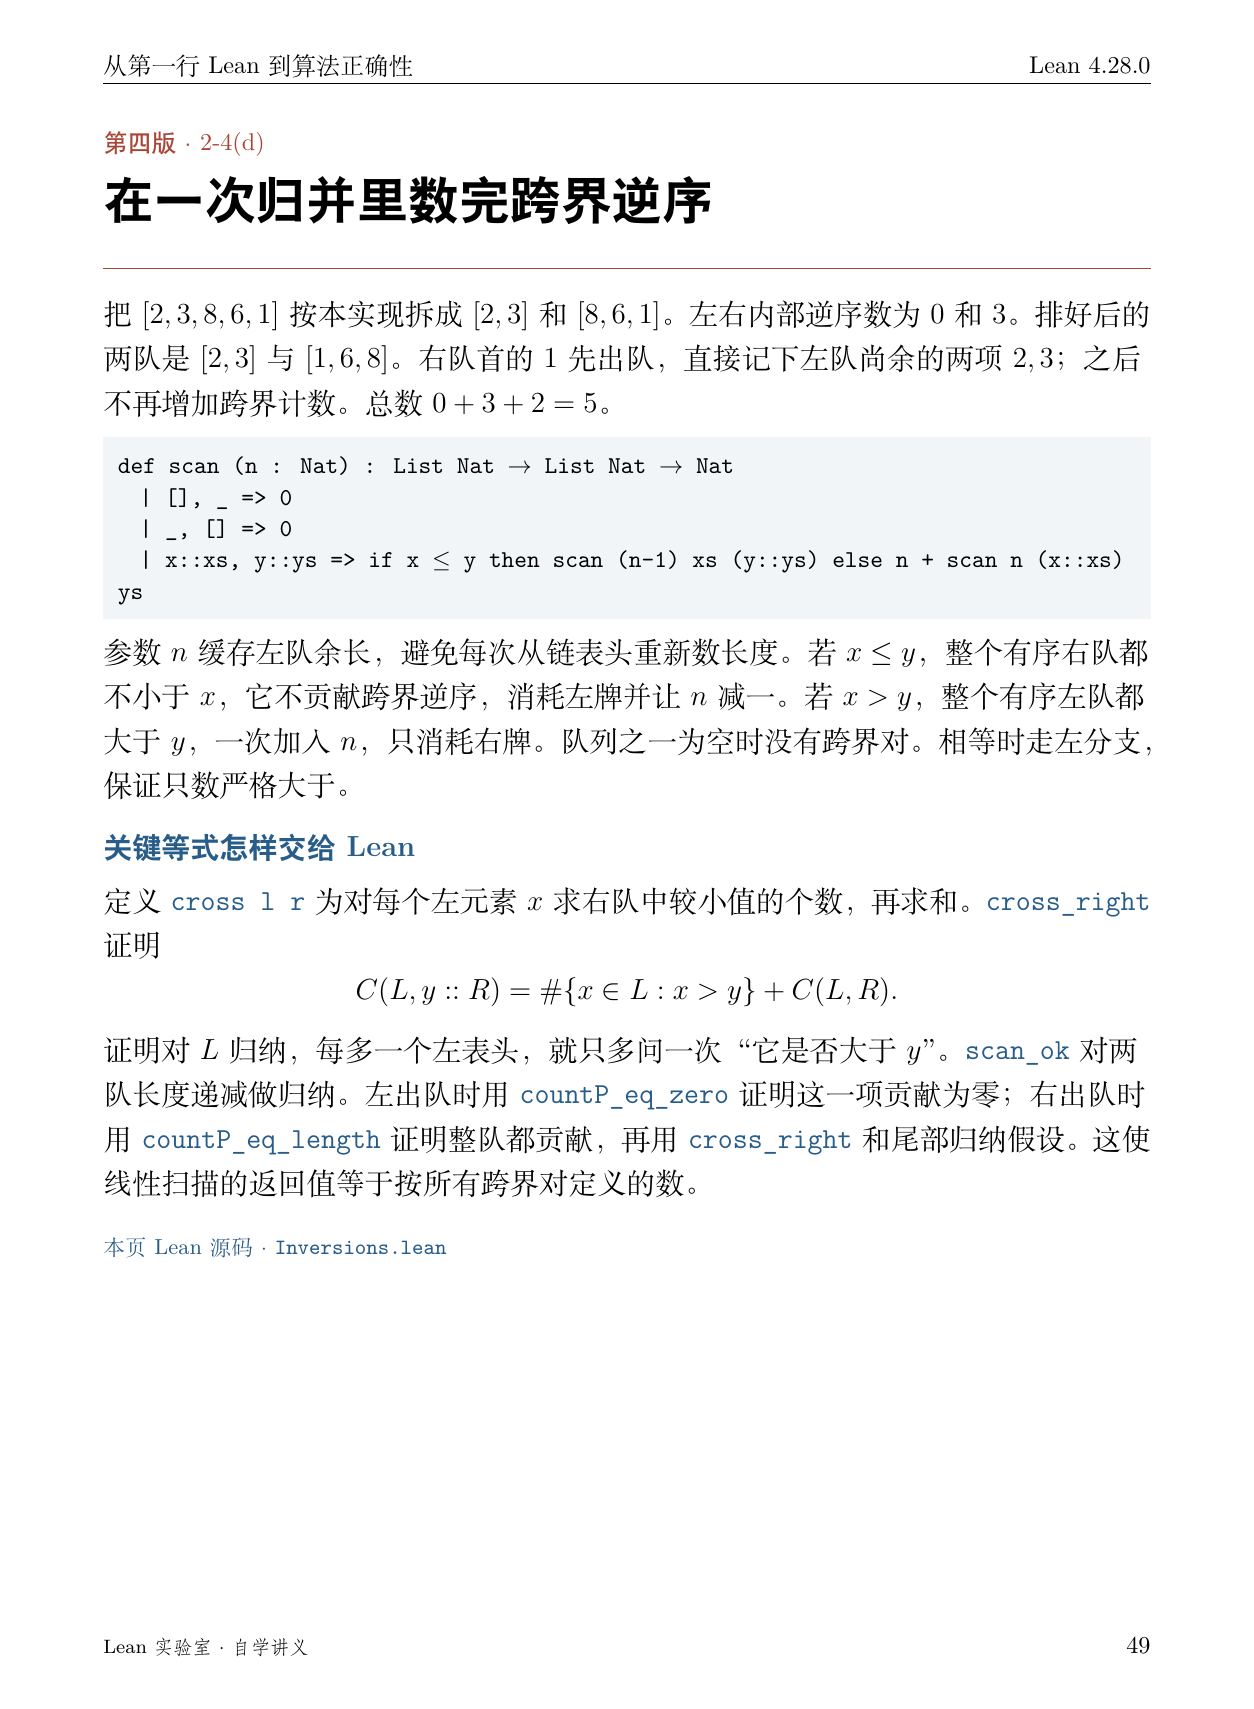 从第一行 Lean 到算法正确性
Lean 4.28.0
第四版 · 2-4(d)
在一次归并里数完跨界逆序
把 [2, 3, 8, 6, 1] 按本实现拆成 [2, 3] 和 [8, 6, 1]。左右内部逆序数为 0 和 3。排好后的
两队是 [2, 3] 与 [1, 6, 8]。右队首的 1 先出队，直接记下左队尚余的两项 2, 3；之后
不再增加跨界计数。总数 0 + 3 + 2 = 5。
def scan (n : Nat) : List Nat → List Nat → Nat
  | [], _ => 0
  | _, [] => 0
  | x::xs, y::ys => if x ≤ y then scan (n-1) xs (y::ys) else n + scan n (x::xs)
ys
参数 n 缓存左队余长，避免每次从链表头重新数长度。若 x ≤ y，整个有序右队都
不小于 x，它不贡献跨界逆序，消耗左牌并让 n 减一。若 x > y，整个有序左队都
大于 y，一次加入 n，只消耗右牌。队列之一为空时没有跨界对。相等时走左分支，
保证只数严格大于。
关键等式怎样交给 Lean
定义 cross l r 为对每个左元素 x 求右队中较小值的个数，再求和。cross_right
证明
C(L, y :: R) = #{x ∈ L : x > y} + C(L, R).
证明对 L 归纳，每多一个左表头，就只多问一次“它是否大于 y”。scan_ok 对两
队长度递减做归纳。左出队时用 countP_eq_zero 证明这一项贡献为零；右出队时
用 countP_eq_length 证明整队都贡献，再用 cross_right 和尾部归纳假设。这使
线性扫描的返回值等于按所有跨界对定义的数。
本页 Lean 源码 · Inversions.lean
Lean 实验室 · 自学讲义
49